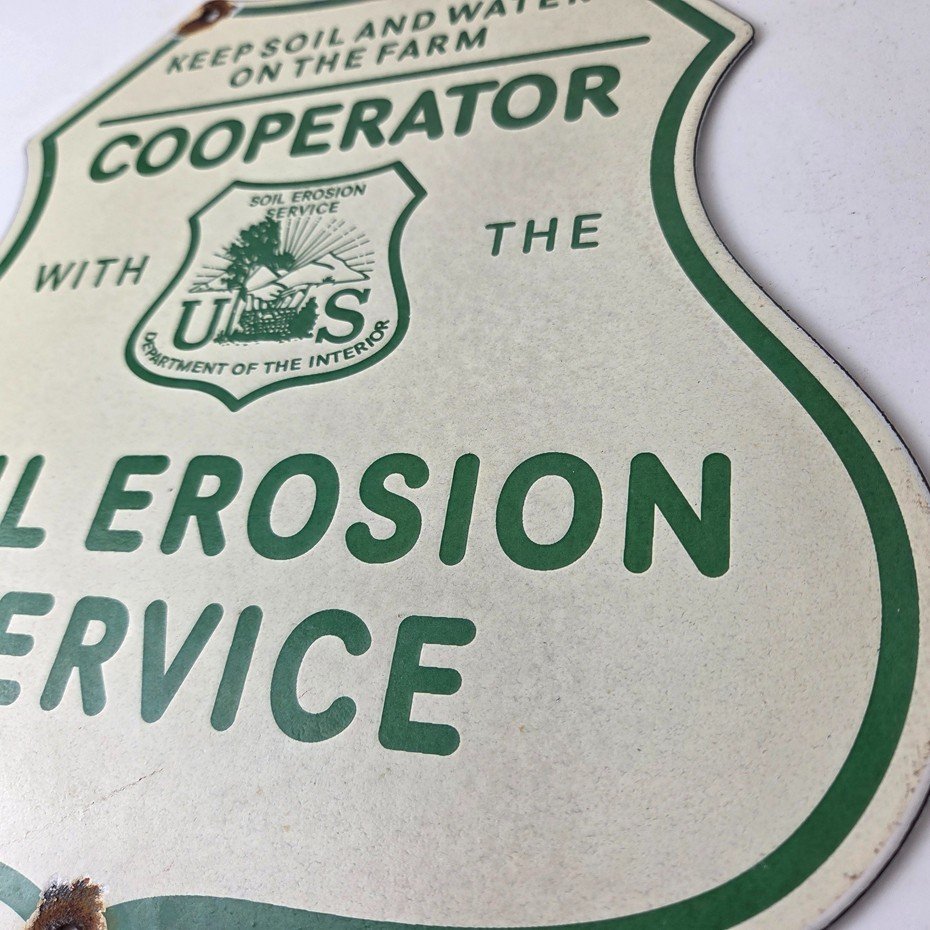 KEEP SOIL AND WATER
ON THE FARM
COOPERATOR
WITH THE
SOIL EROSION
SERVICE
U S
DEPARTMENT OF THE INTERIOR
IL EROSION
ERVICE